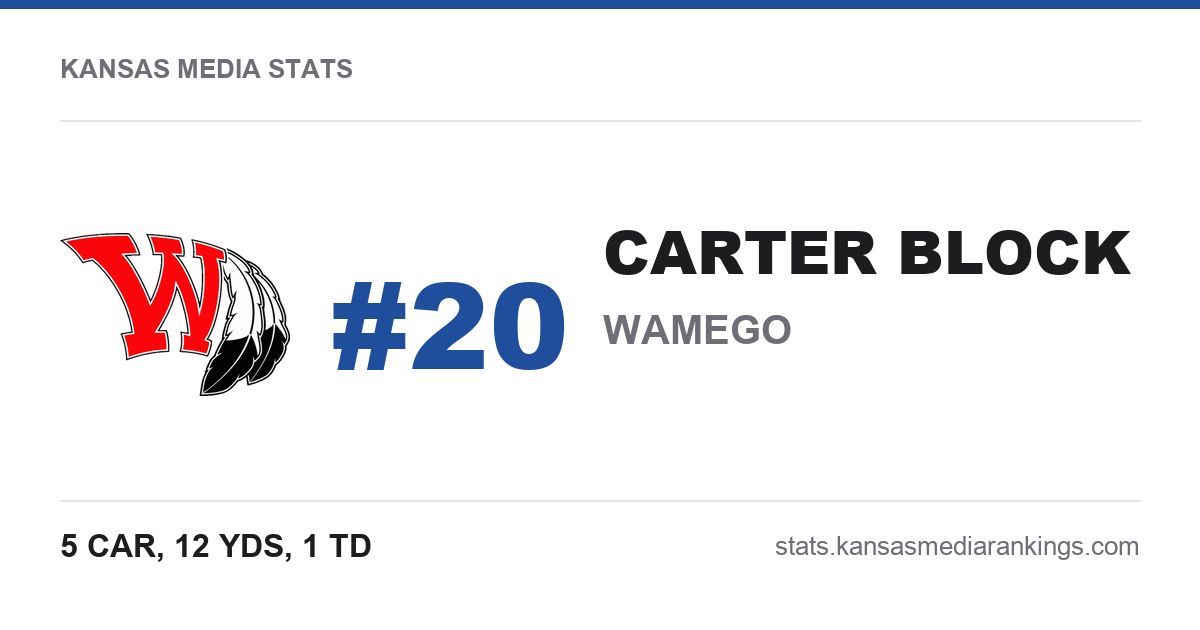 KANSAS MEDIA STATS
W
#20
CARTER BLOCK
WAMEGO
5 CAR, 12 YDS, 1 TD
stats.kansasmediarankings.com